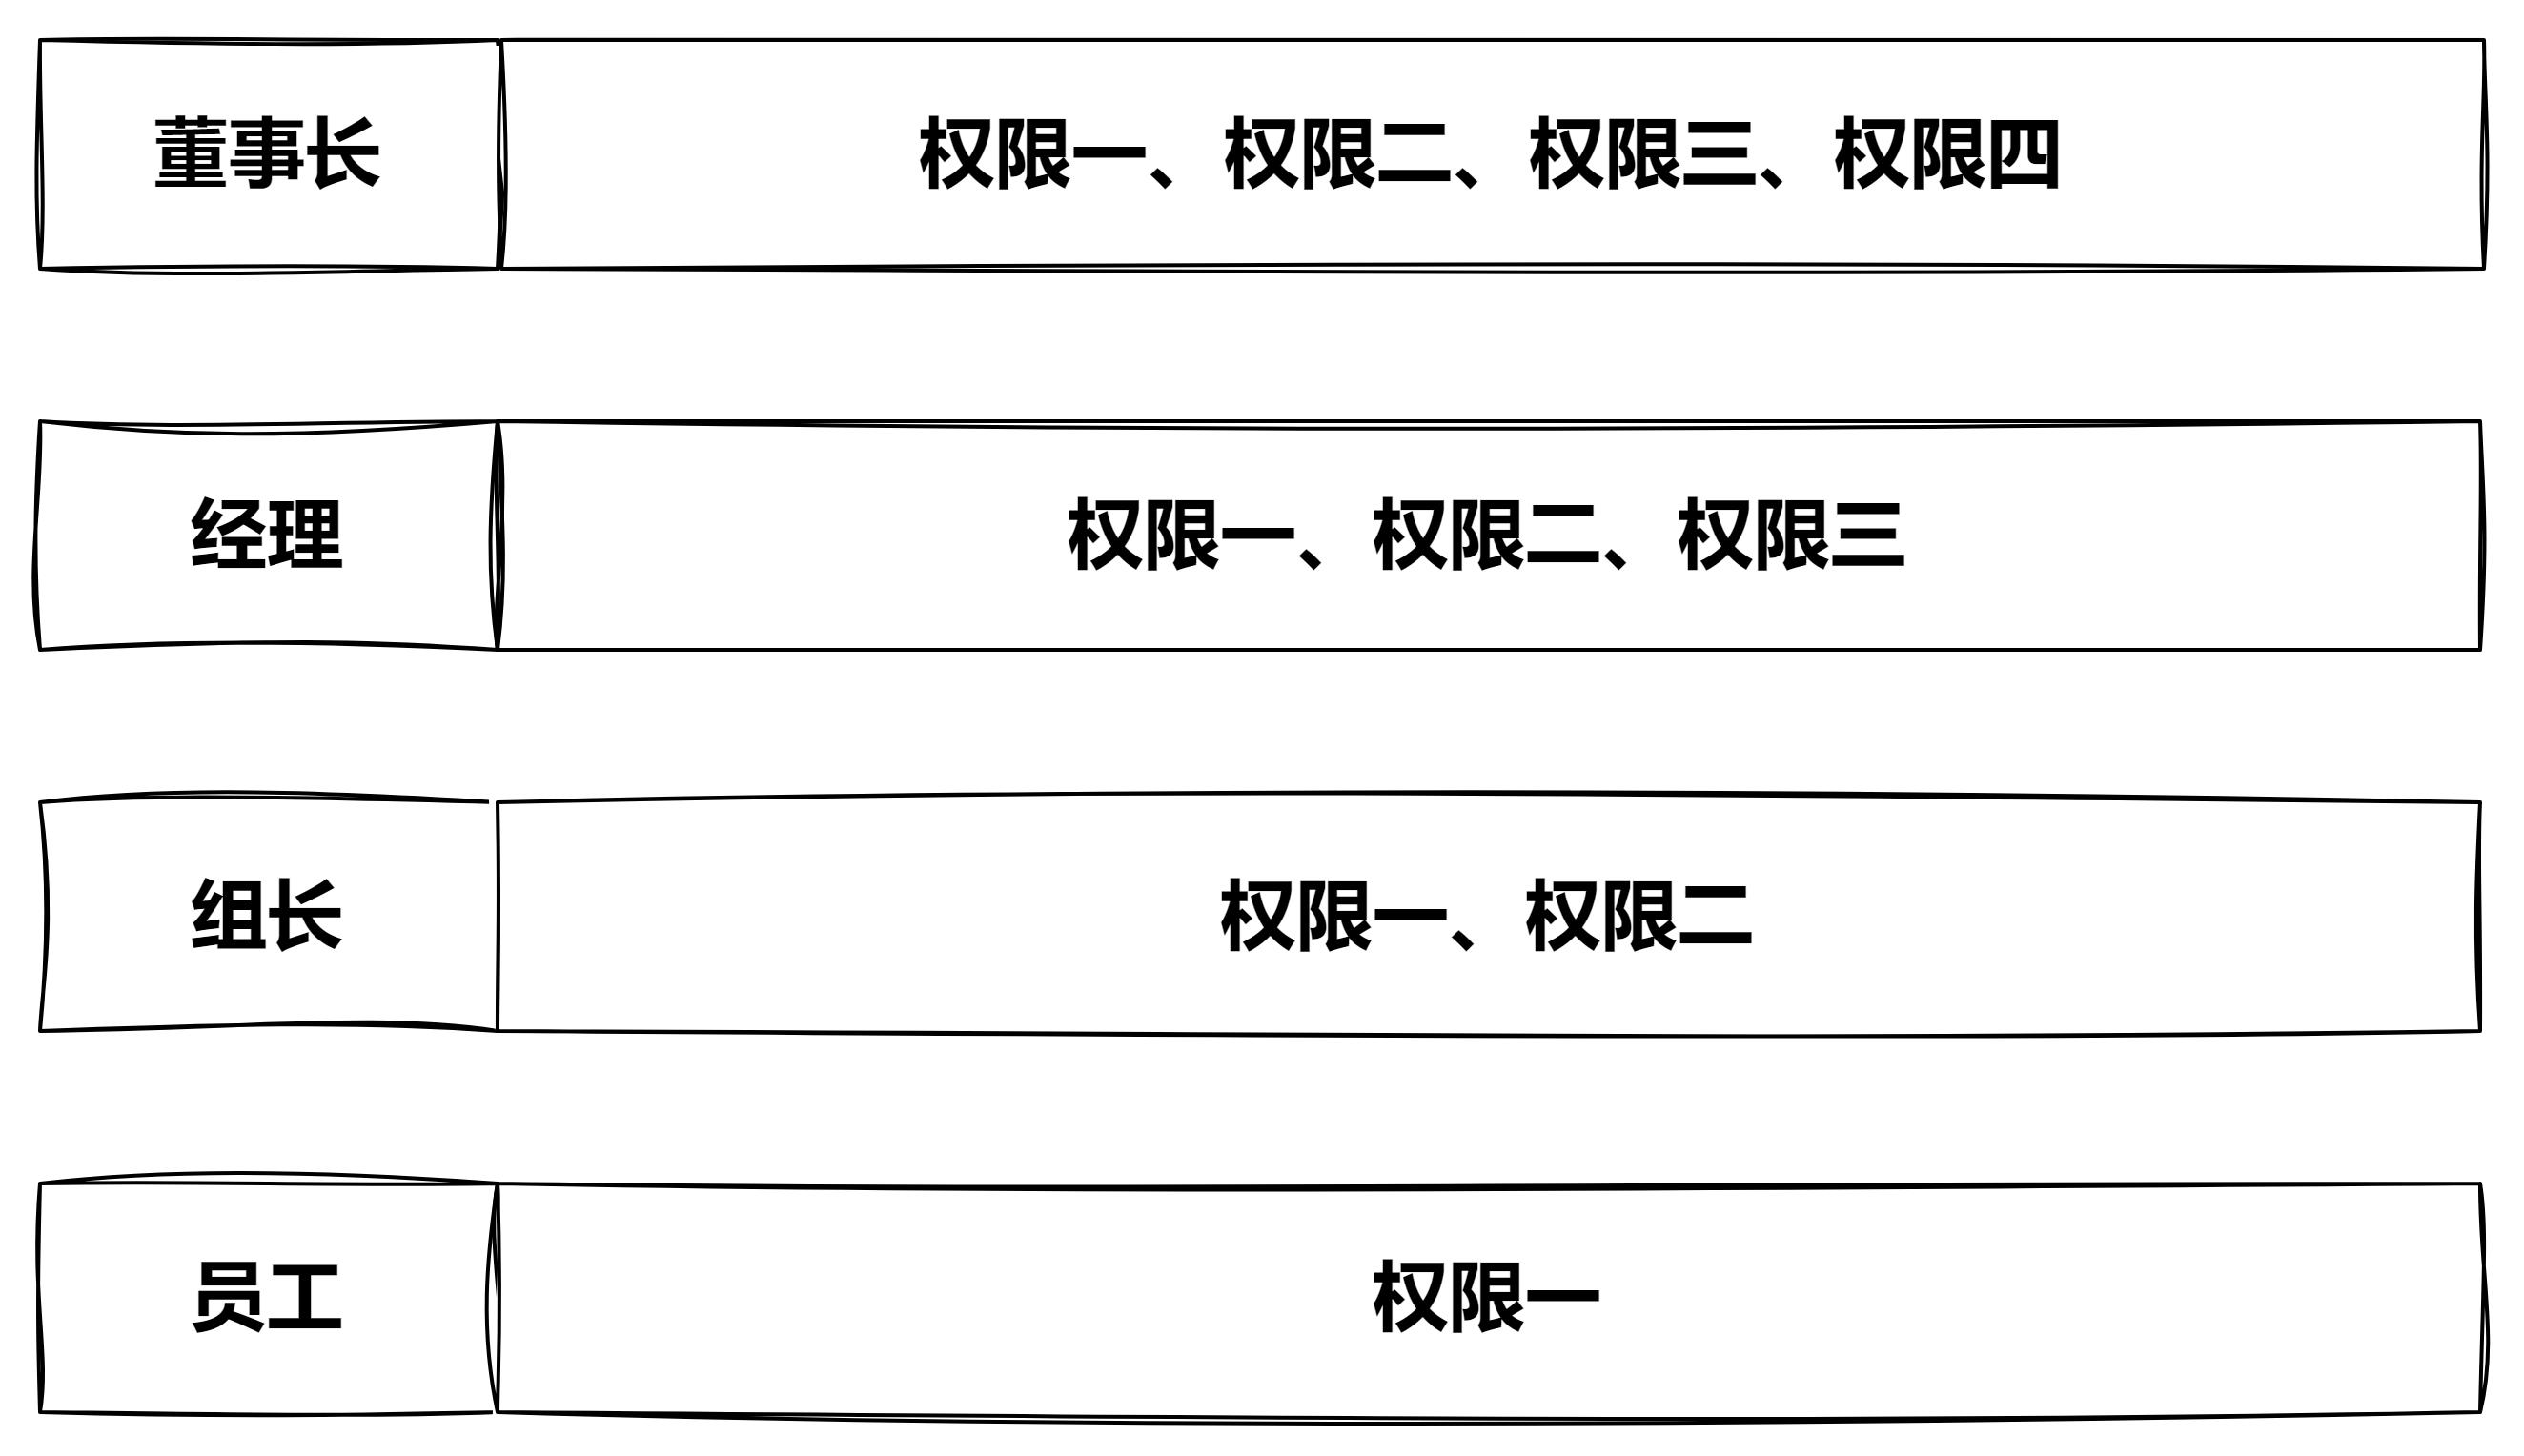 董事长 权限一、权限二、权限三、权限四
经理 权限一、权限二、权限三
组长 权限一、权限二
员工 权限一